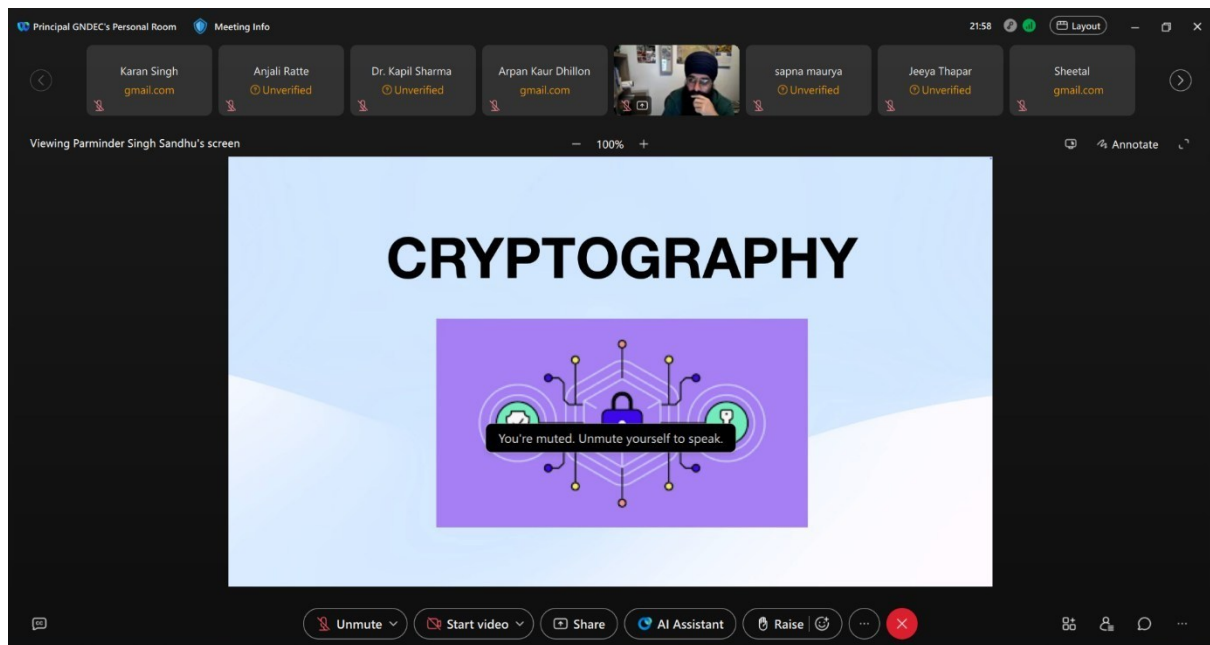 Principal GNDEC's Personal Room Meeting Info 21:58 Layout
Karan Singh
gmail.com
Anjali Ratte
Unverified
Dr. Kapil Sharma
Unverified
Arpan Kaur Dhillon
gmail.com
sapna maurya
Unverified
Jeeya Thapar
Unverified
Sheetal
gmail.com
Viewing Parminder Singh Sandhu's screen 100% Annotate
CRYPTOGRAPHY
You're muted. Unmute yourself to speak.
CC Unmute Start video Share AI Assistant Raise